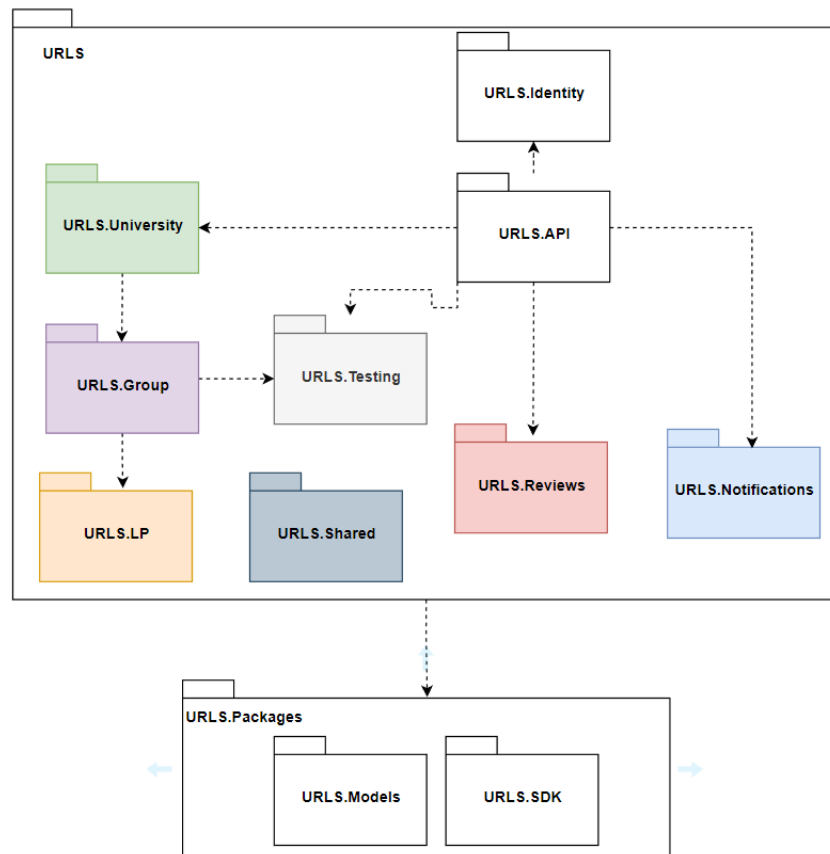 URLS
URLS.Identity
URLS.University
URLS.API
URLS.Group
URLS.Testing
URLS.Reviews
URLS.Notifications
URLS.LP
URLS.Shared
URLS.Packages
URLS.Models
URLS.SDK